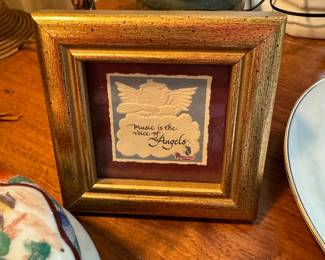 Music is the
voice of
Angels